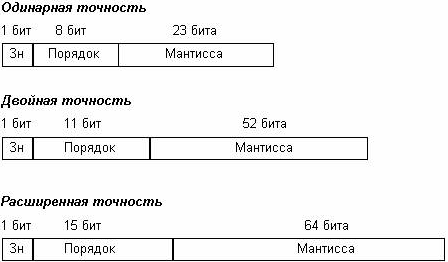 Одинарная точность
1 бит 8 бит 23 бита
Зн Порядок Мантисса
Двойная точность
1 бит 11 бит 52 бита
Зн Порядок Мантисса
Расширенная точность
1 бит 15 бит 64 бита
Зн Порядок Мантисса